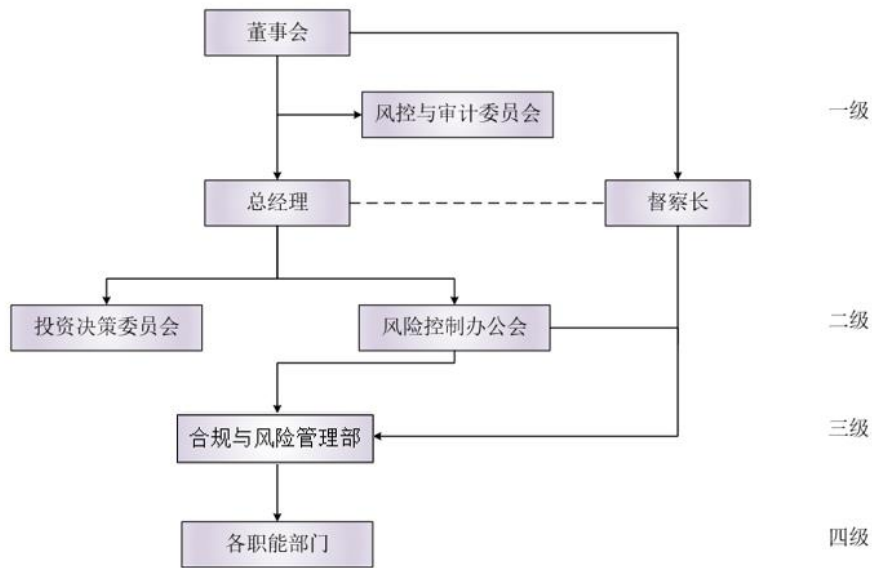 董事会
风控与审计委员会
一级
总经理
督察长
投资决策委员会
风险控制办公会
二级
合规与风险管理部
三级
各职能部门
四级